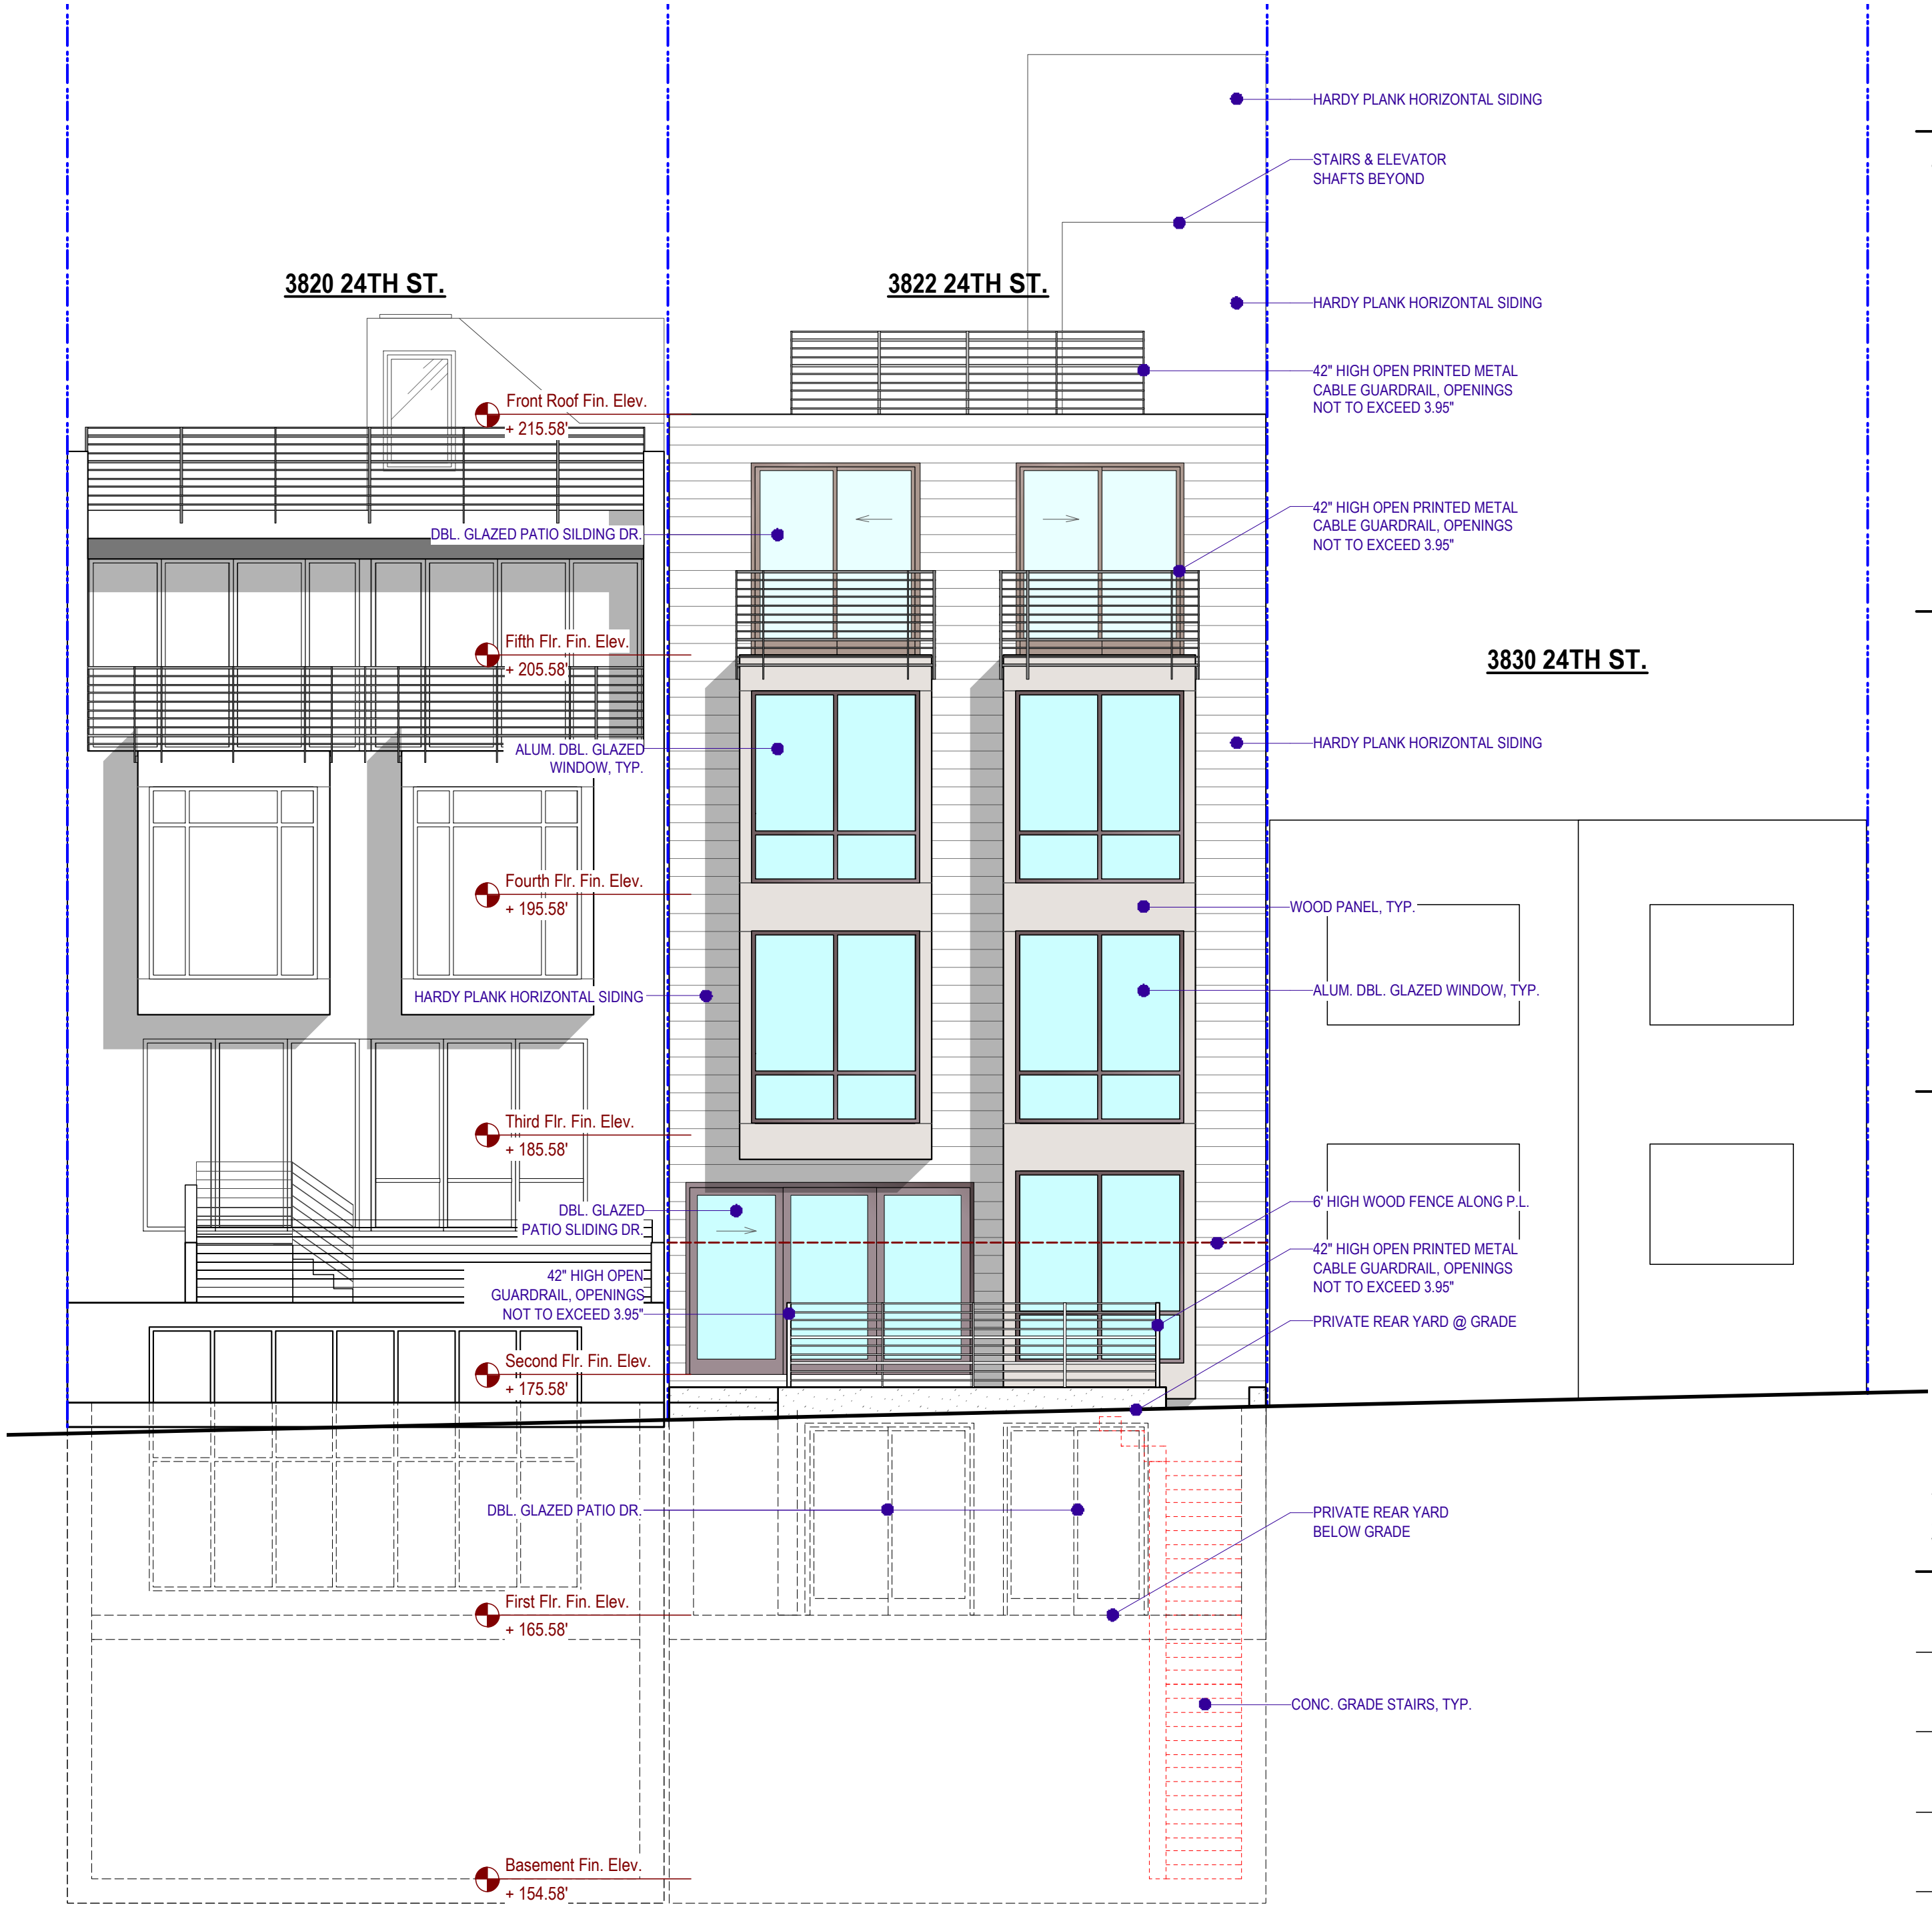 HARDY PLANK HORIZONTAL SIDING
STAIRS & ELEVATOR
SHAFTS BEYOND
3820 24TH ST.
3822 24TH ST.
HARDY PLANK HORIZONTAL SIDING
42" HIGH OPEN PRINTED METAL
CABLE GUARDRAIL, OPENINGS
NOT TO EXCEED 3.95"
Front Roof Fin. Elev.
+ 215.58'
42" HIGH OPEN PRINTED METAL
CABLE GUARDRAIL, OPENINGS
NOT TO EXCEED 3.95"
DBL. GLAZED PATIO SILDING DR.
Fifth Flr. Fin. Elev.
+ 205.58'
3830 24TH ST.
ALUM. DBL. GLAZED
WINDOW, TYP.
HARDY PLANK HORIZONTAL SIDING
Fourth Flr. Fin. Elev.
+ 195.58'
WOOD PANEL, TYP.
HARDY PLANK HORIZONTAL SIDING
ALUM. DBL. GLAZED WINDOW, TYP.
Third Flr. Fin. Elev.
+ 185.58'
DBL. GLAZED
PATIO SLIDING DR.
6' HIGH WOOD FENCE ALONG P.L.
42" HIGH OPEN PRINTED METAL
CABLE GUARDRAIL, OPENINGS
NOT TO EXCEED 3.95"
42" HIGH OPEN
GUARDRAIL, OPENINGS
NOT TO EXCEED 3.95"
PRIVATE REAR YARD @ GRADE
Second Flr. Fin. Elev.
+ 175.58'
DBL. GLAZED PATIO DR.
PRIVATE REAR YARD
BELOW GRADE
First Flr. Fin. Elev.
+ 165.58'
CONC. GRADE STAIRS, TYP.
Basement Fin. Elev.
+ 154.58'